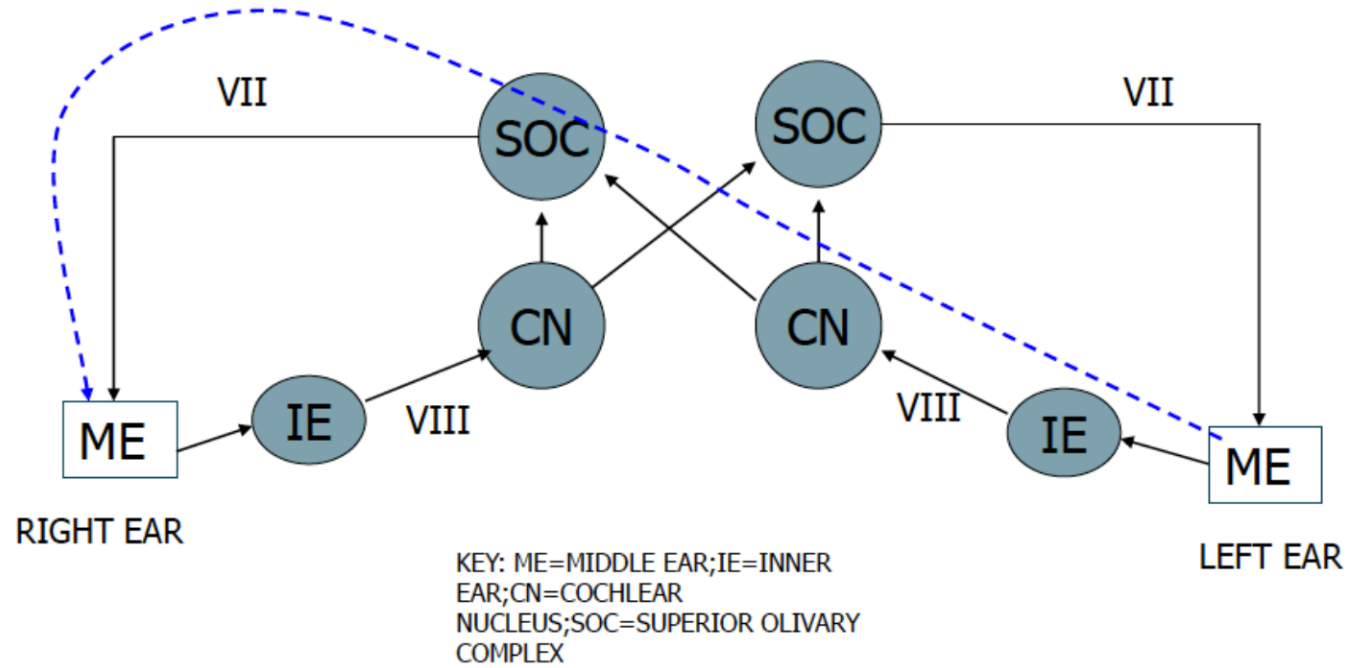 VII
VII
SOC
SOC
CN
CN
IE
VIII
VIII
IE
ME
ME
RIGHT EAR
LEFT EAR
KEY: ME=MIDDLE EAR;IE=INNER
EAR;CN=COCHLEAR
NUCLEUS;SOC=SUPERIOR OLIVARY
COMPLEX